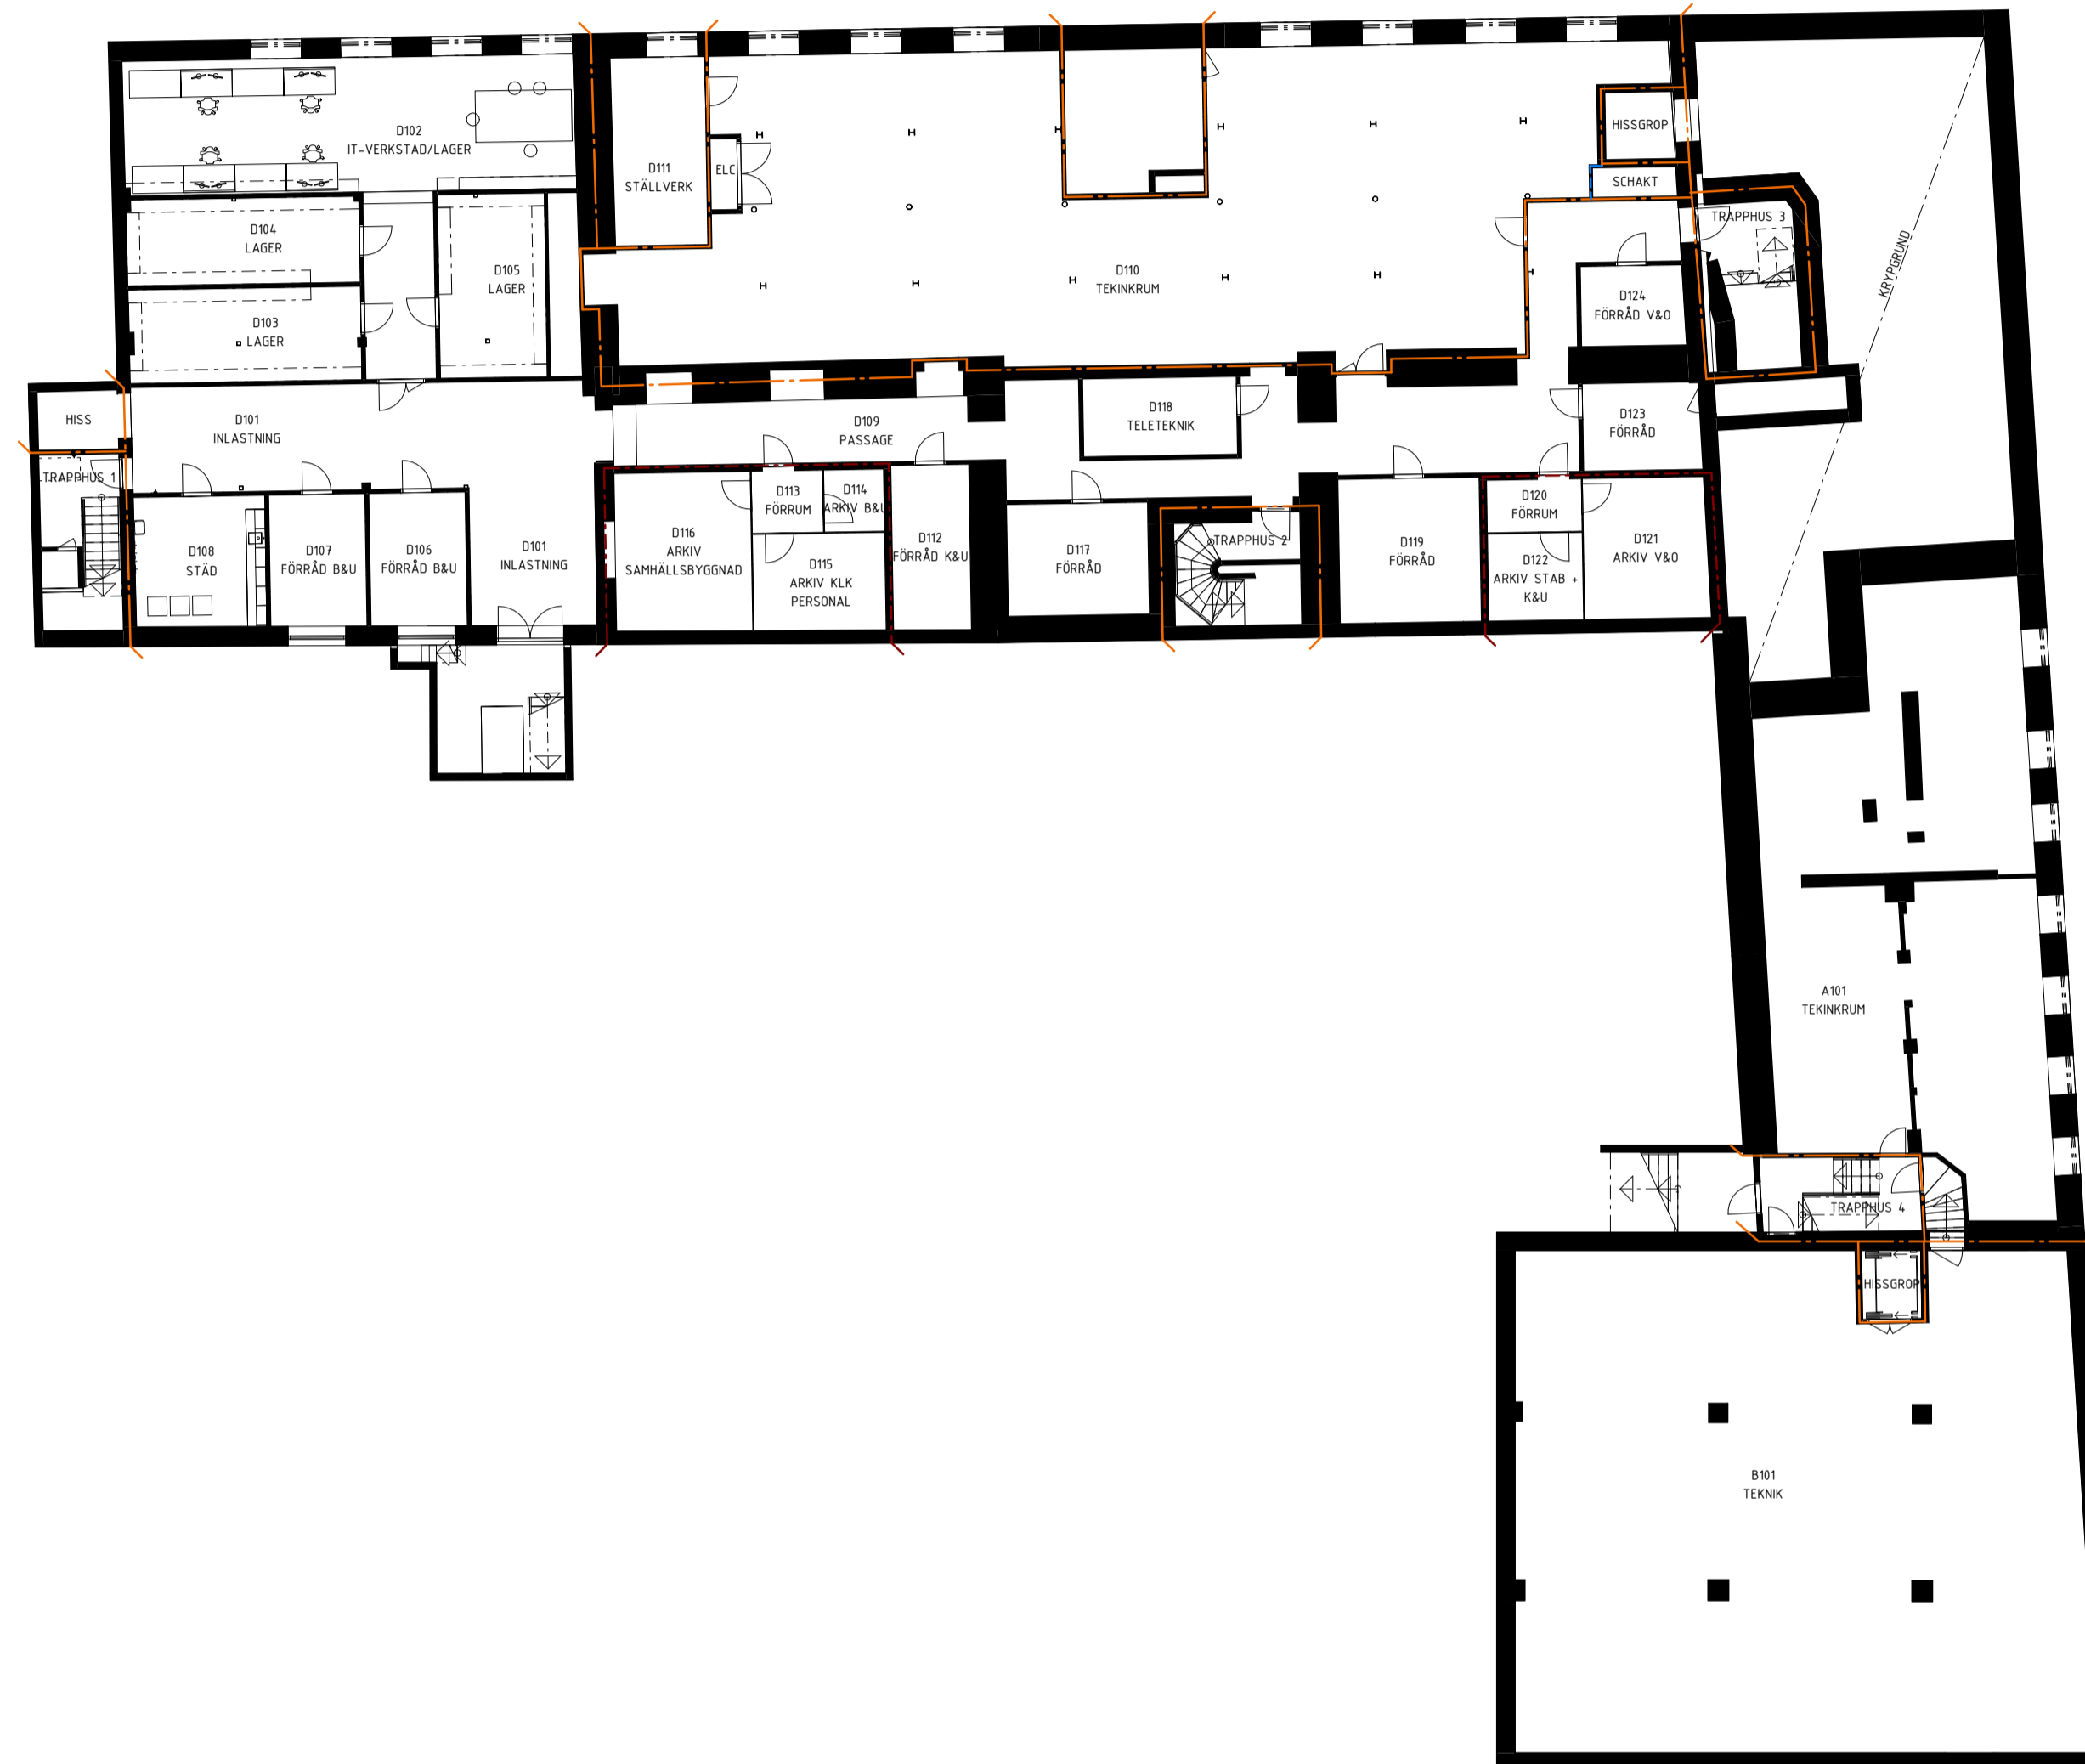 D102
IT-VERKSTAD/LAGER
D111
STÄLLVERK
ELC
HISSGROP
SCHAKT
TRAPPHUS 3
KRYPGRUND
D104
LAGER
D105
LAGER
D110
TEKINKRUM
D124
FÖRRÅD V&O
D103
LAGER
HISS
D101
INLASTNING
D109
PASSAGE
D118
TELETEKNIK
D123
FÖRRÅD
TRAPPHUS 1
D108
STÄD
D107
FÖRRÅD B&U
D106
FÖRRÅD B&U
D101
INLASTNING
D116
ARKIV
SAMHÄLLSBYGGNAD
D113
FÖRRUM
D114
ARKIV B&U
D115
ARKIV KLK
PERSONAL
D112
FÖRRÅD K&U
D117
FÖRRÅD
TRAPPHUS 2
D119
FÖRRÅD
D120
FÖRRUM
D122
ARKIV STAB +
K&U
D121
ARKIV V&O
A101
TEKINKRUM
TRAPPHUS 4
HISSGROP
B101
TEKNIK